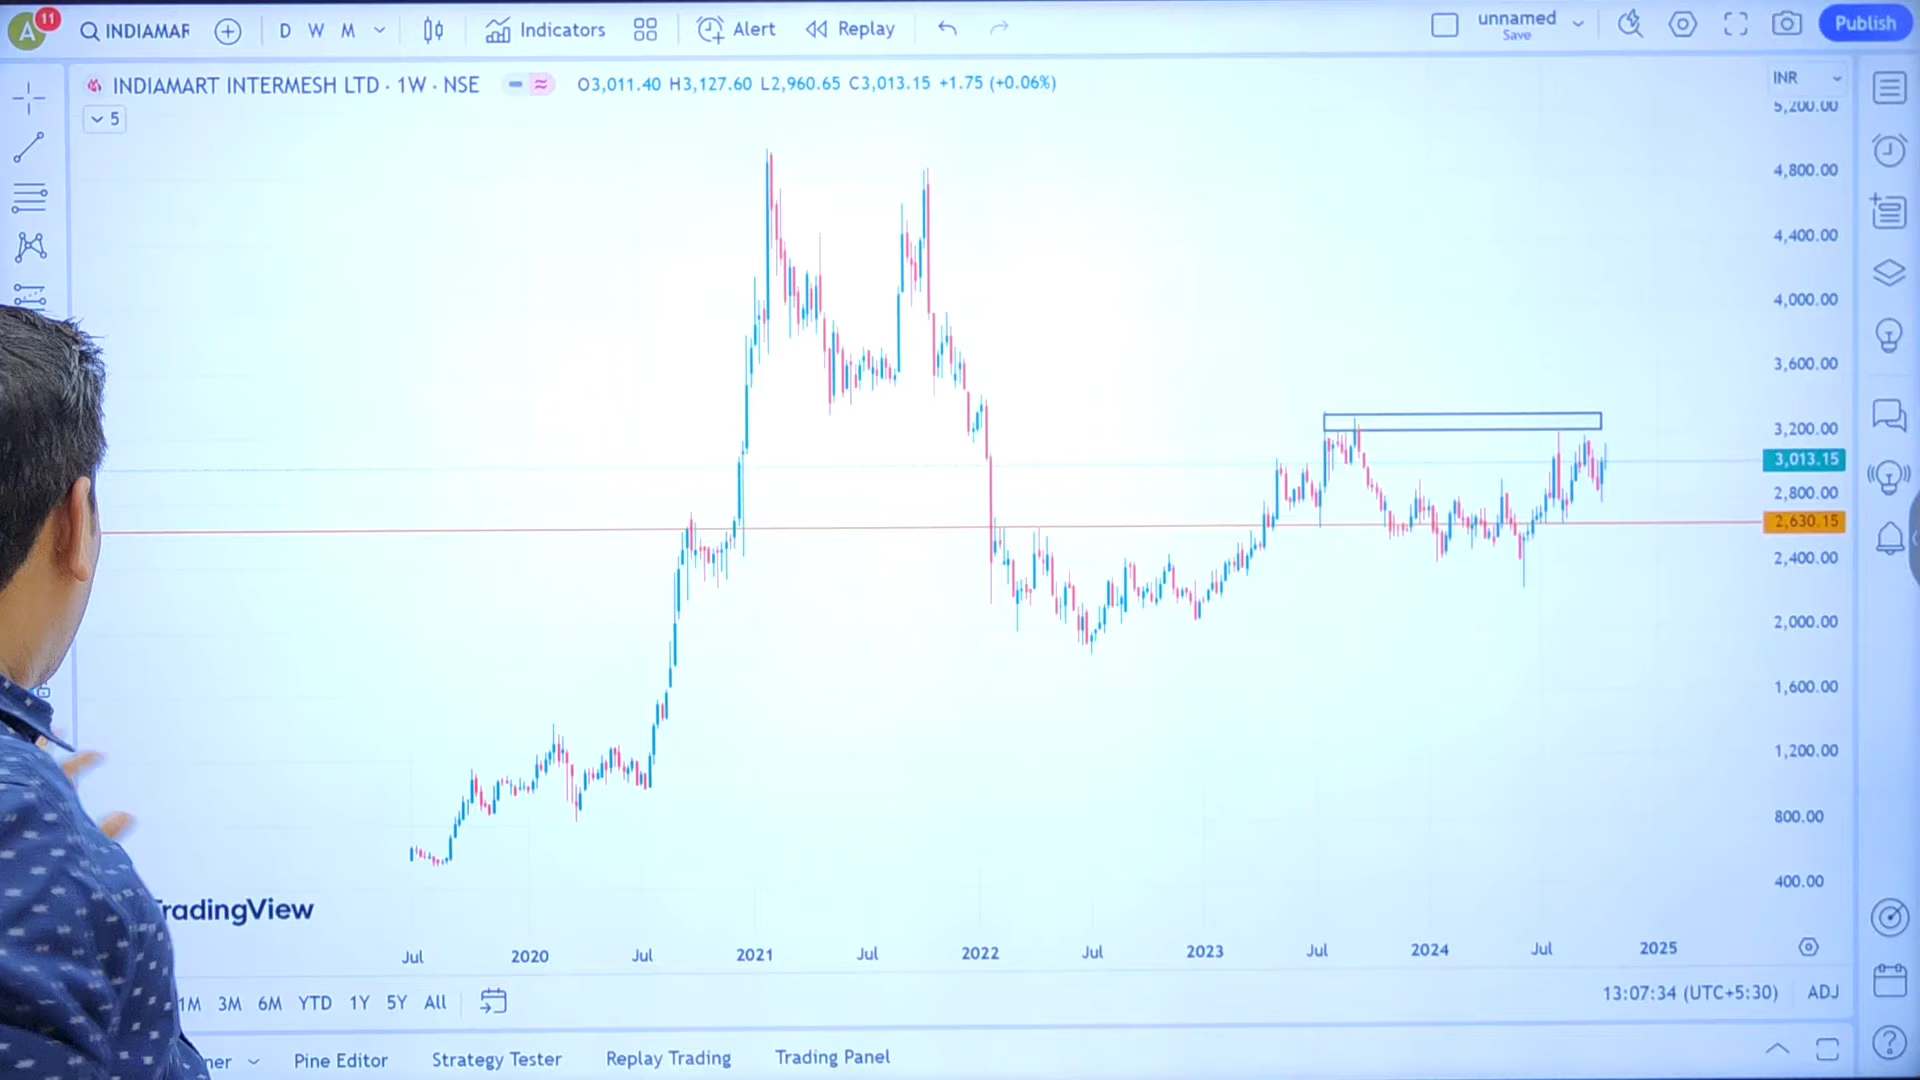 A 11 INDIAMAR D W M Indicators Alert Replay unnamed Save Publish
INDIAMART INTERMESH LTD · 1W · NSE O3,011.40 H3,127.60 L2,960.65 C3,013.15 +1.75 (+0.06%)
INR
5
5,200.00
4,800.00
4,400.00
4,000.00
3,600.00
3,200.00
3,013.15
2,800.00
2,630.15
2,400.00
2,000.00
1,600.00
1,200.00
800.00
400.00
TradingView
Jul 2020 Jul 2021 Jul 2022 Jul 2023 Jul 2024 Jul 2025
1M 3M 6M YTD 1Y 5Y All 13:07:34 (UTC+5:30) ADJ
ner Pine Editor Strategy Tester Replay Trading Trading Panel